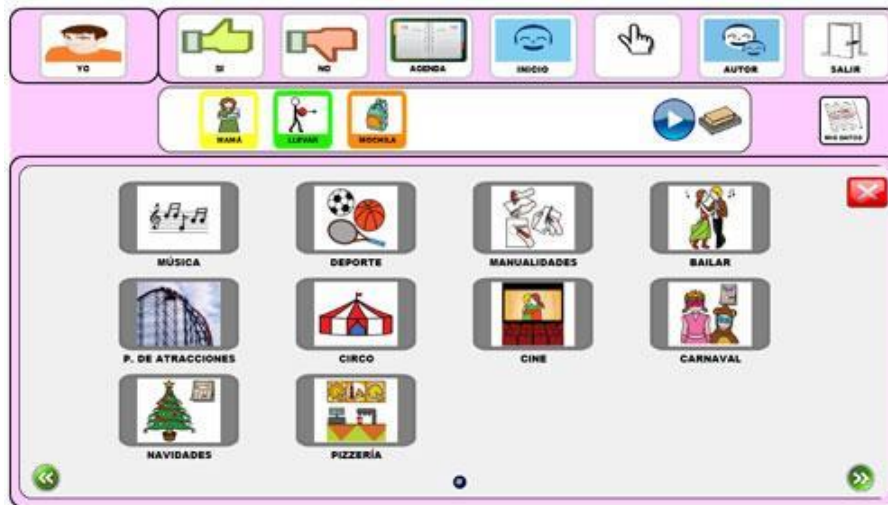 YO
SI
NO
AGENDA
INICIO
AUTOR
SALIR
MAMÁ
LLEVAR
MOCHILA
MIS DATOS
MÚSICA
DEPORTE
MANUALIDADES
BAILAR
P. DE ATRACCIONES
CIRCO
CINE
CARNAVAL
NAVIDADES
PIZZERÍA